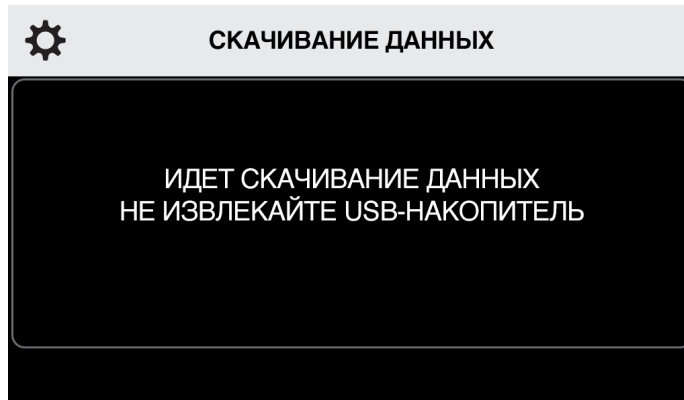 СКАЧИВАНИЕ ДАННЫХ
ИДЕТ СКАЧИВАНИЕ ДАННЫХ
НЕ ИЗВЛЕКАЙТЕ USB-НАКОПИТЕЛЬ